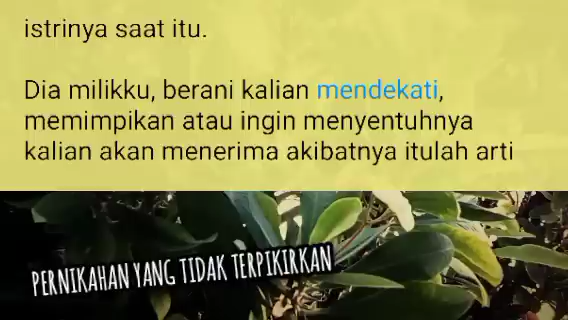 istrinya saat itu.
Dia milikku, berani kalian mendekati,
memimpikan atau ingin menyentuhnya
kalian akan menerima akibatnya itulah arti
PERNIKAHAN YANG TIDAK TERPIKIRKAN